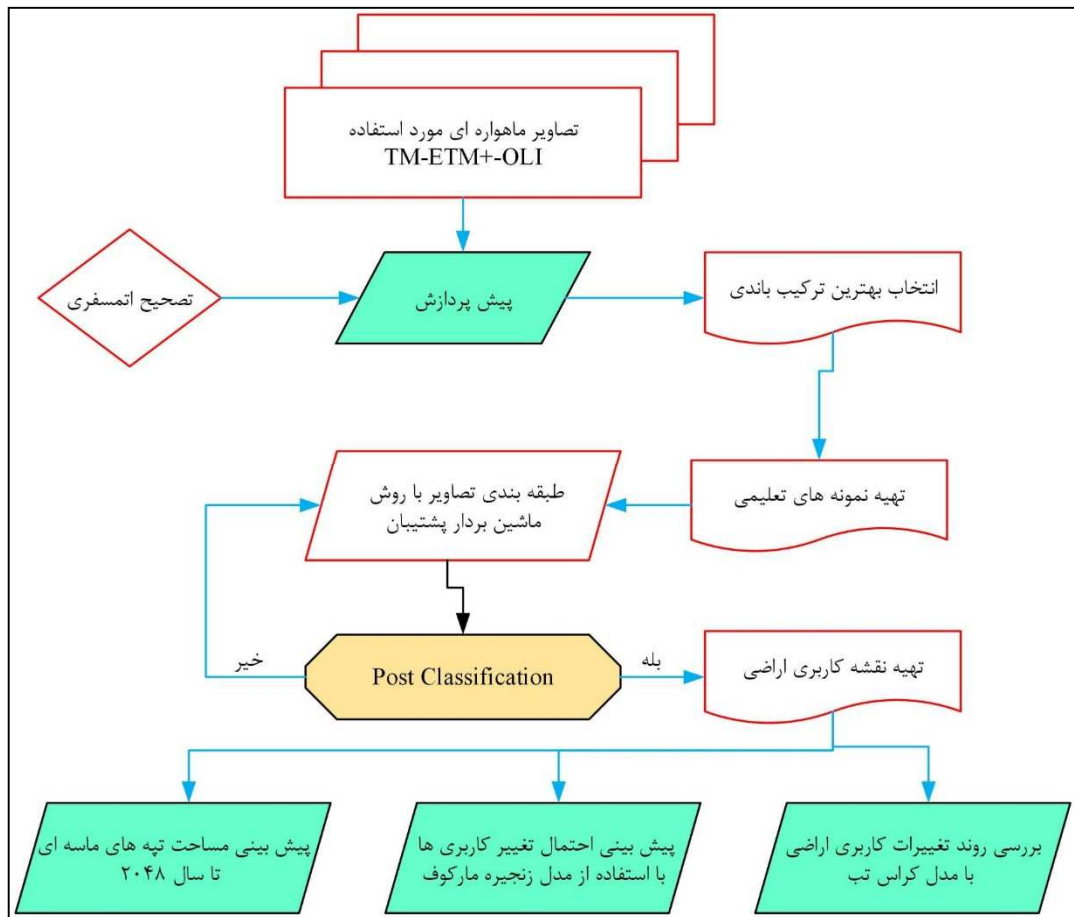 تصاویر ماهواره ای مورد استفاده
TM-ETM+-OLI
تصحیح اتمسفری
پیش پردازش
انتخاب بهترین ترکیب باندی
تهیه نمونه های تعلیمی
طبقه بندی تصاویر با روش
ماشین بردار پشتیبان
خیر
Post Classification
بله
تهیه نقشه کاربری اراضی
بررسی روند تغییرات کاربری اراضی
با مدل کراس تب
پیش بینی احتمال تغییر کاربری ها
با استفاده از مدل زنجیره مارکوف
پیش بینی مساحت تپه های ماسه ای
تا سال ۲۰۴۸